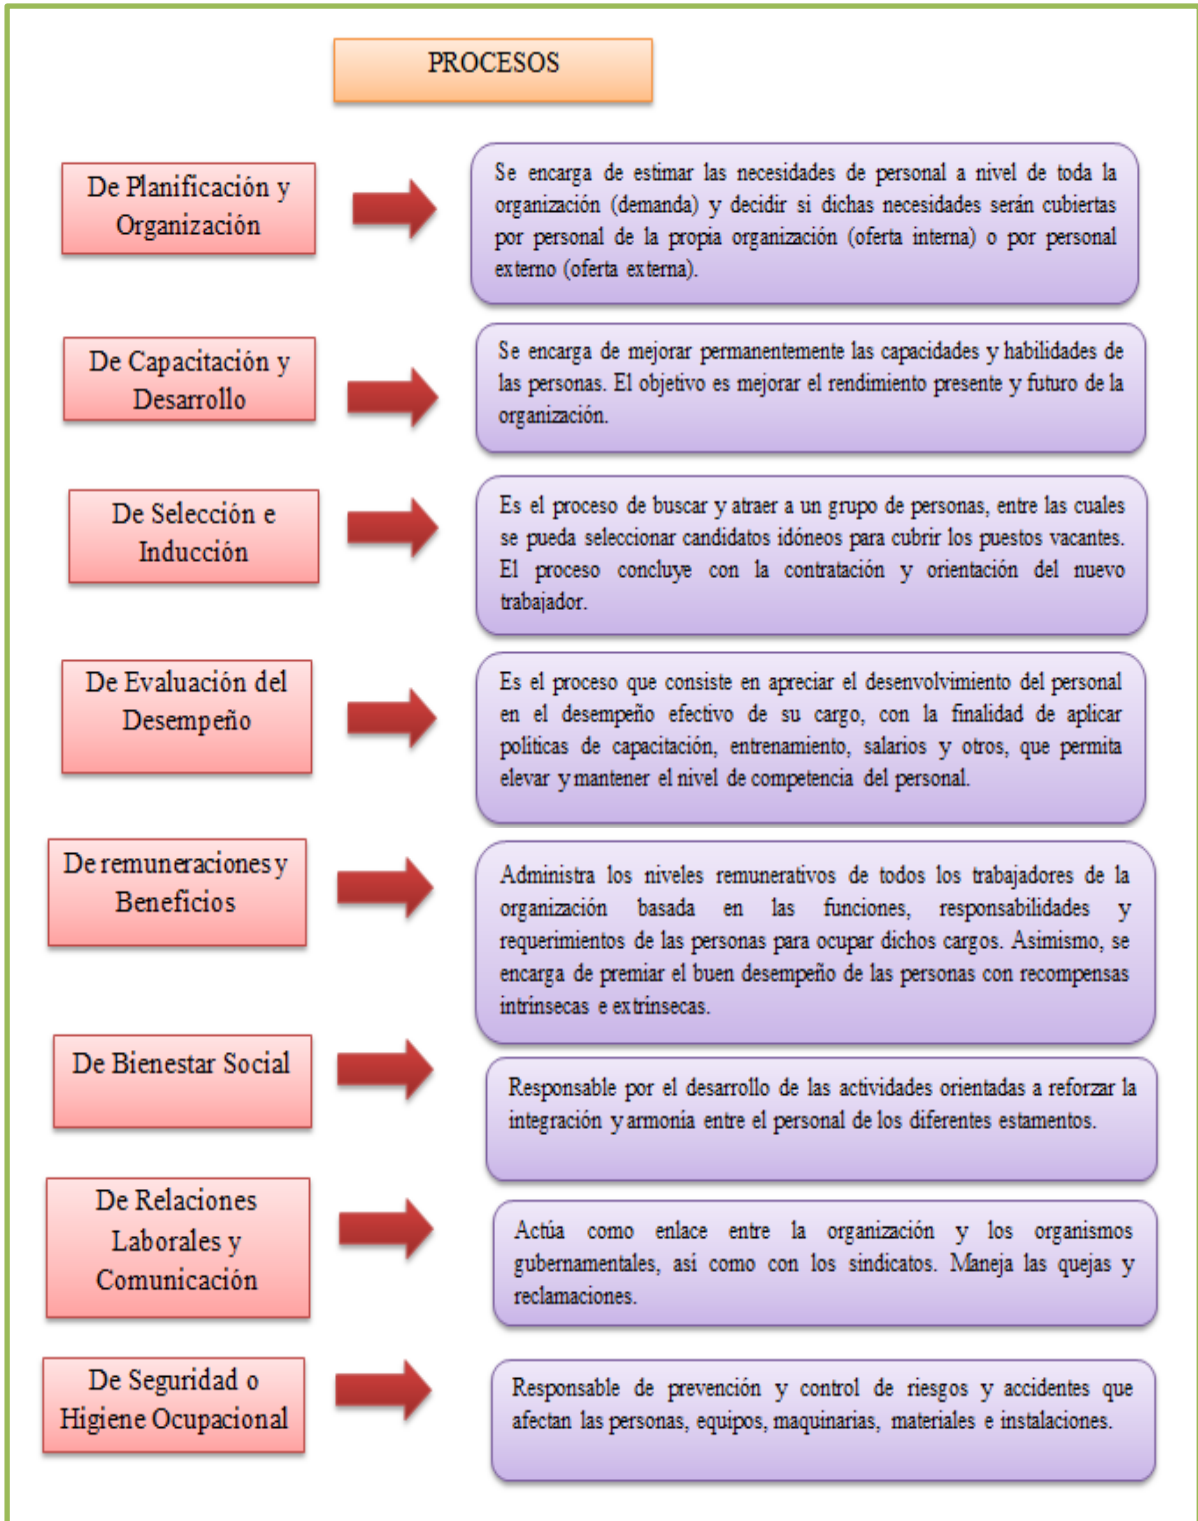 PROCESOS
De Planificación y
Organización
Se encarga de estimar las necesidades de personal a nivel de toda la
organización (demanda) y decidir si dichas necesidades serán cubiertas
por personal de la propia organización (oferta interna) o por personal
externo (oferta externa).
De Capacitación y
Desarrollo
Se encarga de mejorar permanentemente las capacidades y habilidades de
las personas. El objetivo es mejorar el rendimiento presente y futuro de la
organización.
De Selección e
Inducción
Es el proceso de buscar y atraer a un grupo de personas, entre las cuales
se pueda seleccionar candidatos idóneos para cubrir los puestos vacantes.
El proceso concluye con la contratación y orientación del nuevo
trabajador.
De Evaluación del
Desempeño
Es el proceso que consiste en apreciar el desenvolvimiento del personal
en el desempeño efectivo de su cargo, con la finalidad de aplicar
políticas de capacitación, entrenamiento, salarios y otros, que permita
elevar y mantener el nivel de competencia del personal.
De remuneraciones y
Beneficios
Administra los niveles remunerativos de todos los trabajadores de la
organización basada en las funciones, responsabilidades y
requerimientos de las personas para ocupar dichos cargos. Asimismo, se
encarga de premiar el buen desempeño de las personas con recompensas
intrínsecas e extrínsecas.
De Bienestar Social
Responsable por el desarrollo de las actividades orientadas a reforzar la
integración y armonía entre el personal de los diferentes estamentos.
De Relaciones
Laborales y
Comunicación
Actúa como enlace entre la organización y los organismos
gubernamentales, así como con los sindicatos. Maneja las quejas y
reclamaciones.
De Seguridad o
Higiene Ocupacional
Responsable de prevención y control de riesgos y accidentes que
afectan las personas, equipos, maquinarias, materiales e instalaciones.